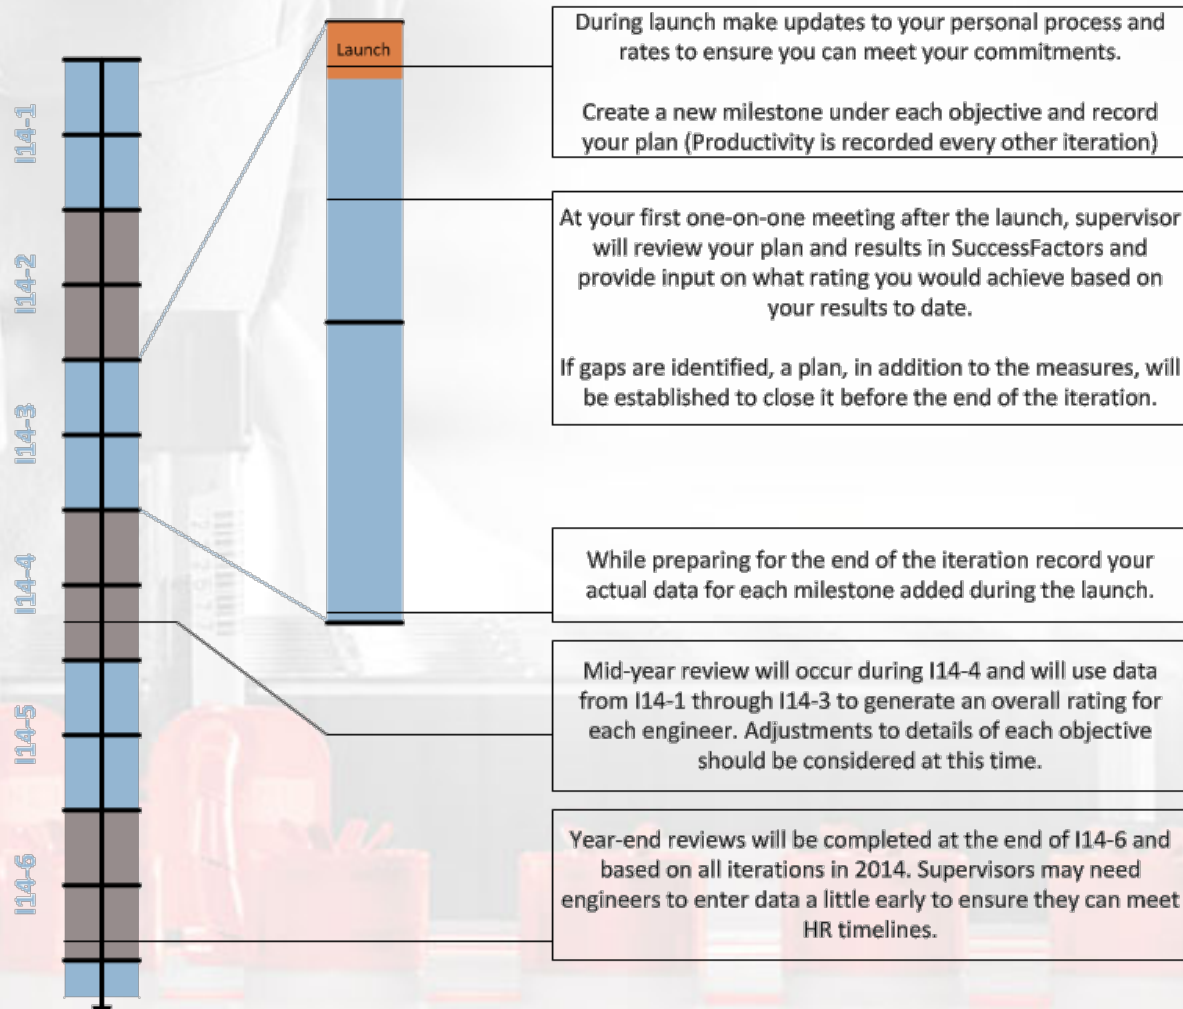 Launch
During launch make updates to your personal process and
rates to ensure you can meet your commitments.
Create a new milestone under each objective and record
your plan (Productivity is recorded every other iteration)
At your first one-on-one meeting after the launch, supervisor
will review your plan and results in SuccessFactors and
provide input on what rating you would achieve based on
your results to date.
If gaps are identified, a plan, in addition to the measures, will
be established to close it before the end of the iteration.
While preparing for the end of the iteration record your
actual data for each milestone added during the launch.
Mid-year review will occur during I14-4 and will use data
from I14-1 through I14-3 to generate an overall rating for
each engineer. Adjustments to details of each objective
should be considered at this time.
Year-end reviews will be completed at the end of I14-6 and
based on all iterations in 2014. Supervisors may need
engineers to enter data a little early to ensure they can meet
HR timelines.
I14-1
I14-2
I14-3
I14-4
I14-5
I14-6